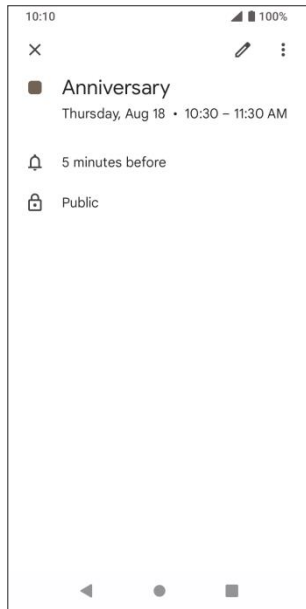 10:10
100%
Anniversary
Thursday, Aug 18 • 10:30 – 11:30 AM
5 minutes before
Public